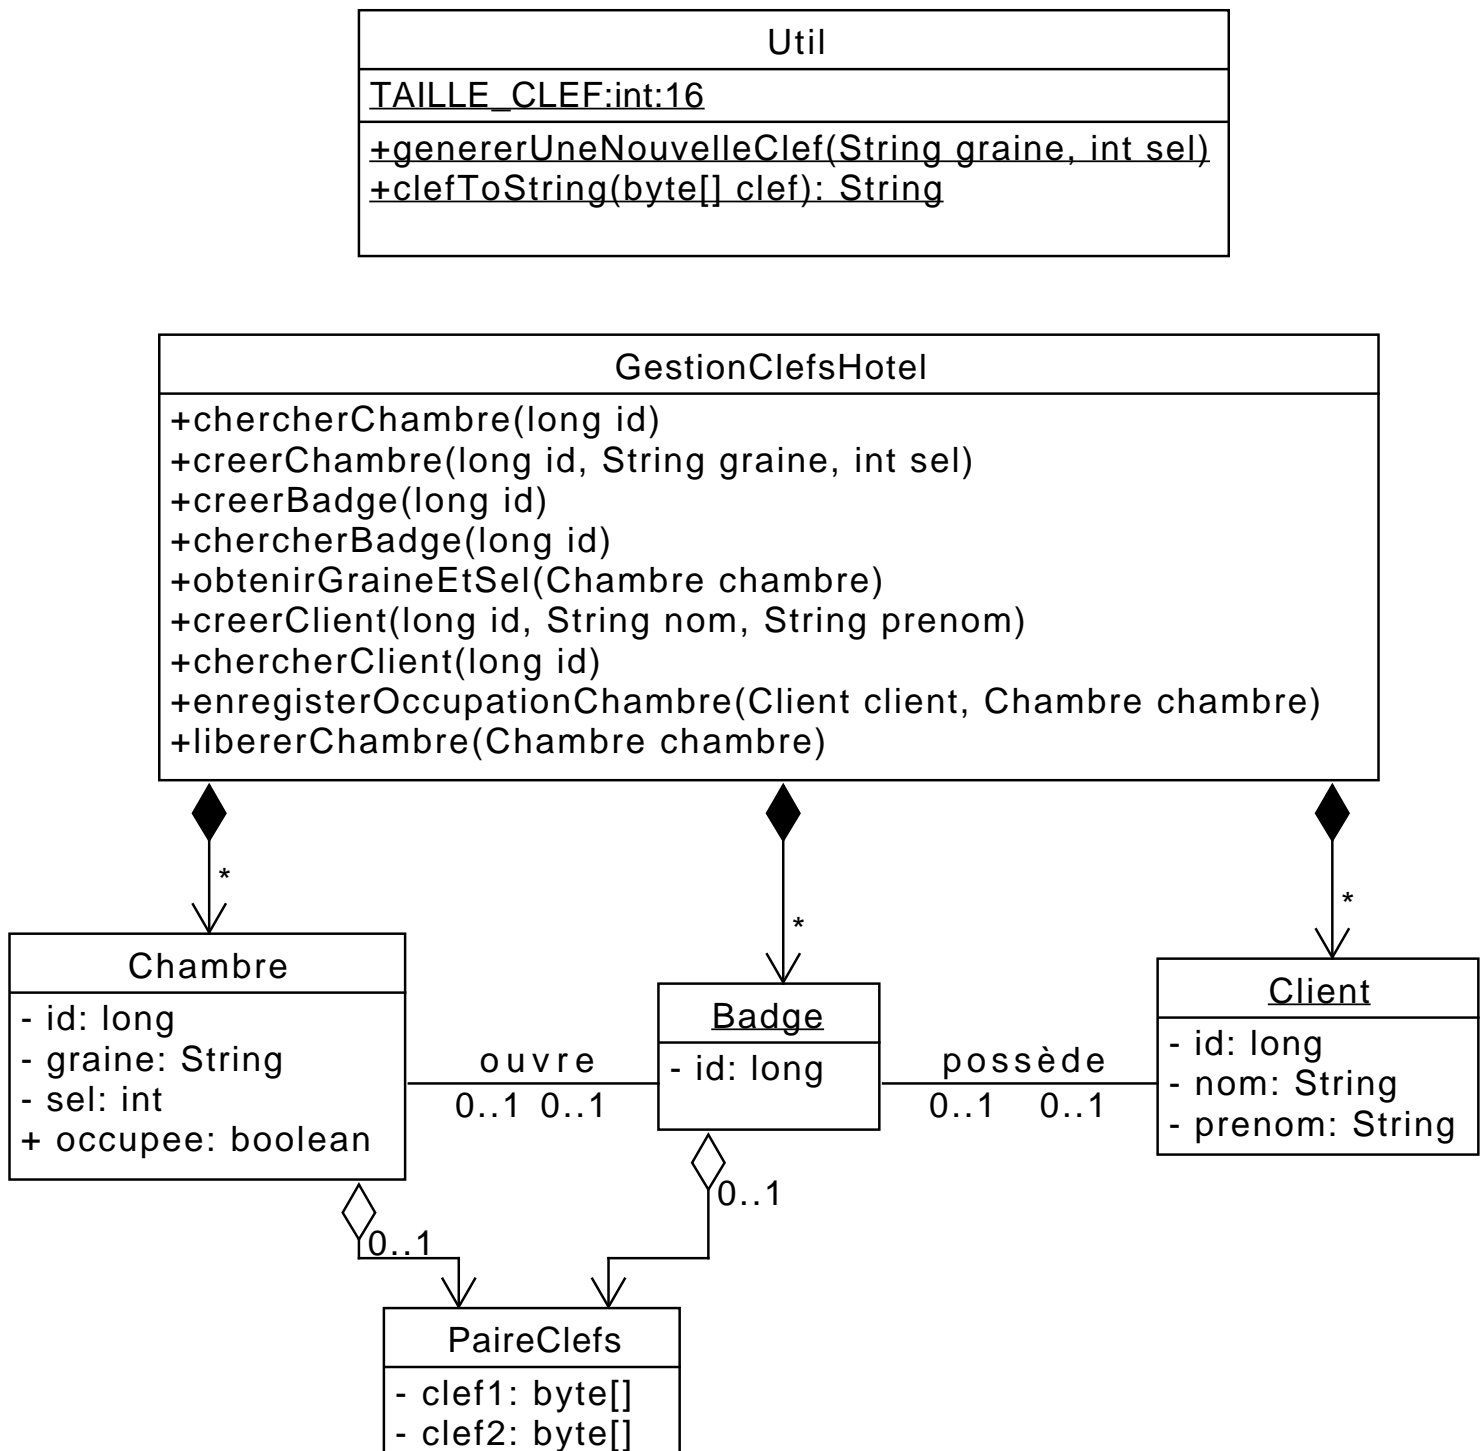 Util
TAILLE_CLEF:int:16
+genererUneNouvelleClef(String graine, int sel)
+clefToString(byte[] clef): String
GestionClefsHotel
+chercherChambre(long id)
+creerChambre(long id, String graine, int sel)
+creerBadge(long id)
+chercherBadge(long id)
+obtenirGraineEtSel(Chambre chambre)
+creerClient(long id, String nom, String prenom)
+chercherClient(long id)
+enregisterOccupationChambre(Client client, Chambre chambre)
+libererChambre(Chambre chambre)
*
*
*
Chambre
- id: long
- graine: String
- sel: int
+ occupee: boolean
ouvre
0..1 0..1
Badge
- id: long
possède
0..1 0..1
Client
- id: long
- nom: String
- prenom: String
0..1
0..1
PaireClefs
- clef1: byte[]
- clef2: byte[]